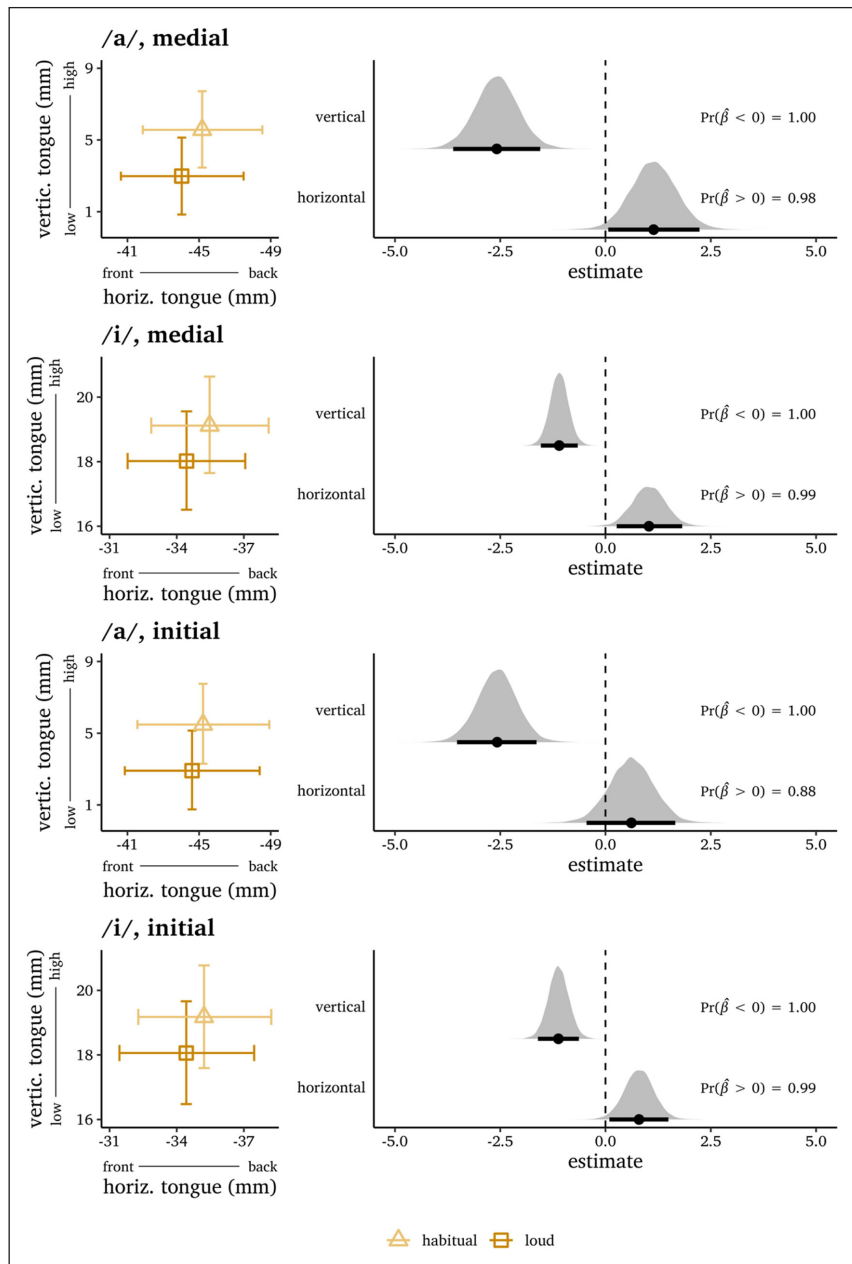 /a/, medial
vertic. tongue (mm)
low
high
9
5
1
-41
-45
-49
front
back
horiz. tongue (mm)
vertical
horizontal
Pr(β̂ < 0) = 1.00
Pr(β̂ > 0) = 0.98
-5.0
-2.5
0.0
2.5
5.0
estimate
/i/, medial
vertic. tongue (mm)
low
high
20
18
16
-31
-34
-37
front
back
horiz. tongue (mm)
vertical
horizontal
Pr(β̂ < 0) = 1.00
Pr(β̂ > 0) = 0.99
-5.0
-2.5
0.0
2.5
5.0
estimate
/a/, initial
vertic. tongue (mm)
low
high
9
5
1
-41
-45
-49
front
back
horiz. tongue (mm)
vertical
horizontal
Pr(β̂ < 0) = 1.00
Pr(β̂ > 0) = 0.88
-5.0
-2.5
0.0
2.5
5.0
estimate
/i/, initial
vertic. tongue (mm)
low
high
20
18
16
-31
-34
-37
front
back
horiz. tongue (mm)
vertical
horizontal
Pr(β̂ < 0) = 1.00
Pr(β̂ > 0) = 0.99
-5.0
-2.5
0.0
2.5
5.0
estimate
habitual
loud